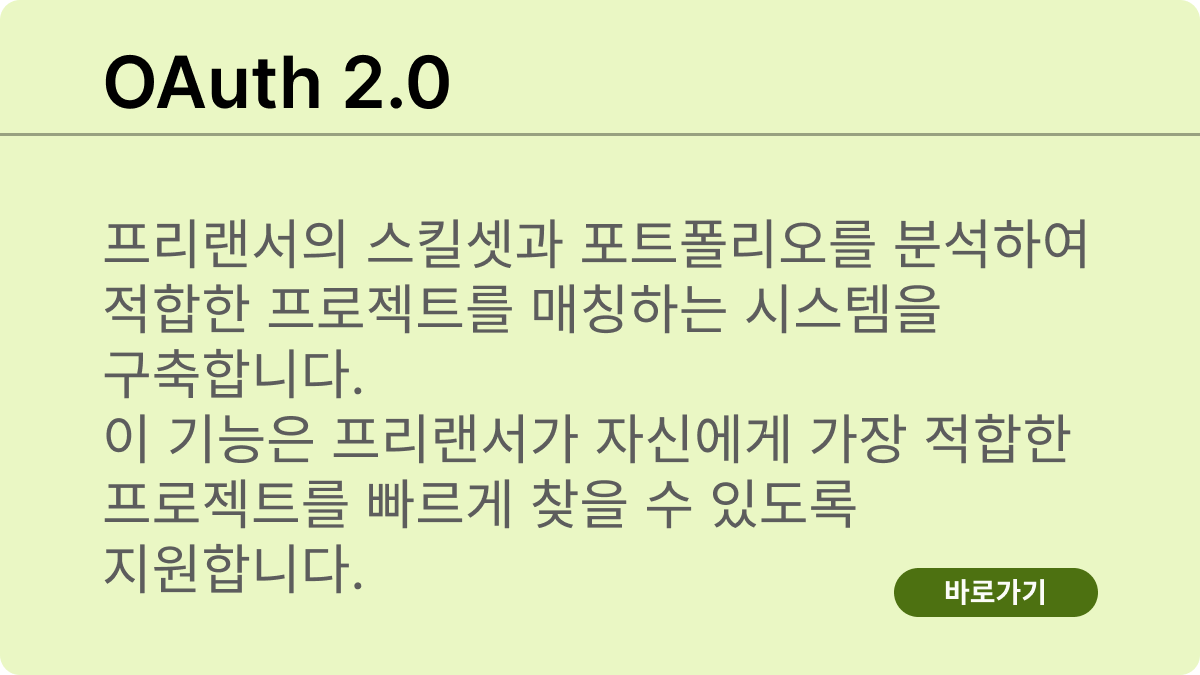 OAuth 2.0
프리랜서의 스킬셋과 포트폴리오를 분석하여
적합한 프로젝트를 매칭하는 시스템을
구축합니다.
이 기능은 프리랜서가 자신에게 가장 적합한
프로젝트를 빠르게 찾을 수 있도록
지원합니다.
바로가기